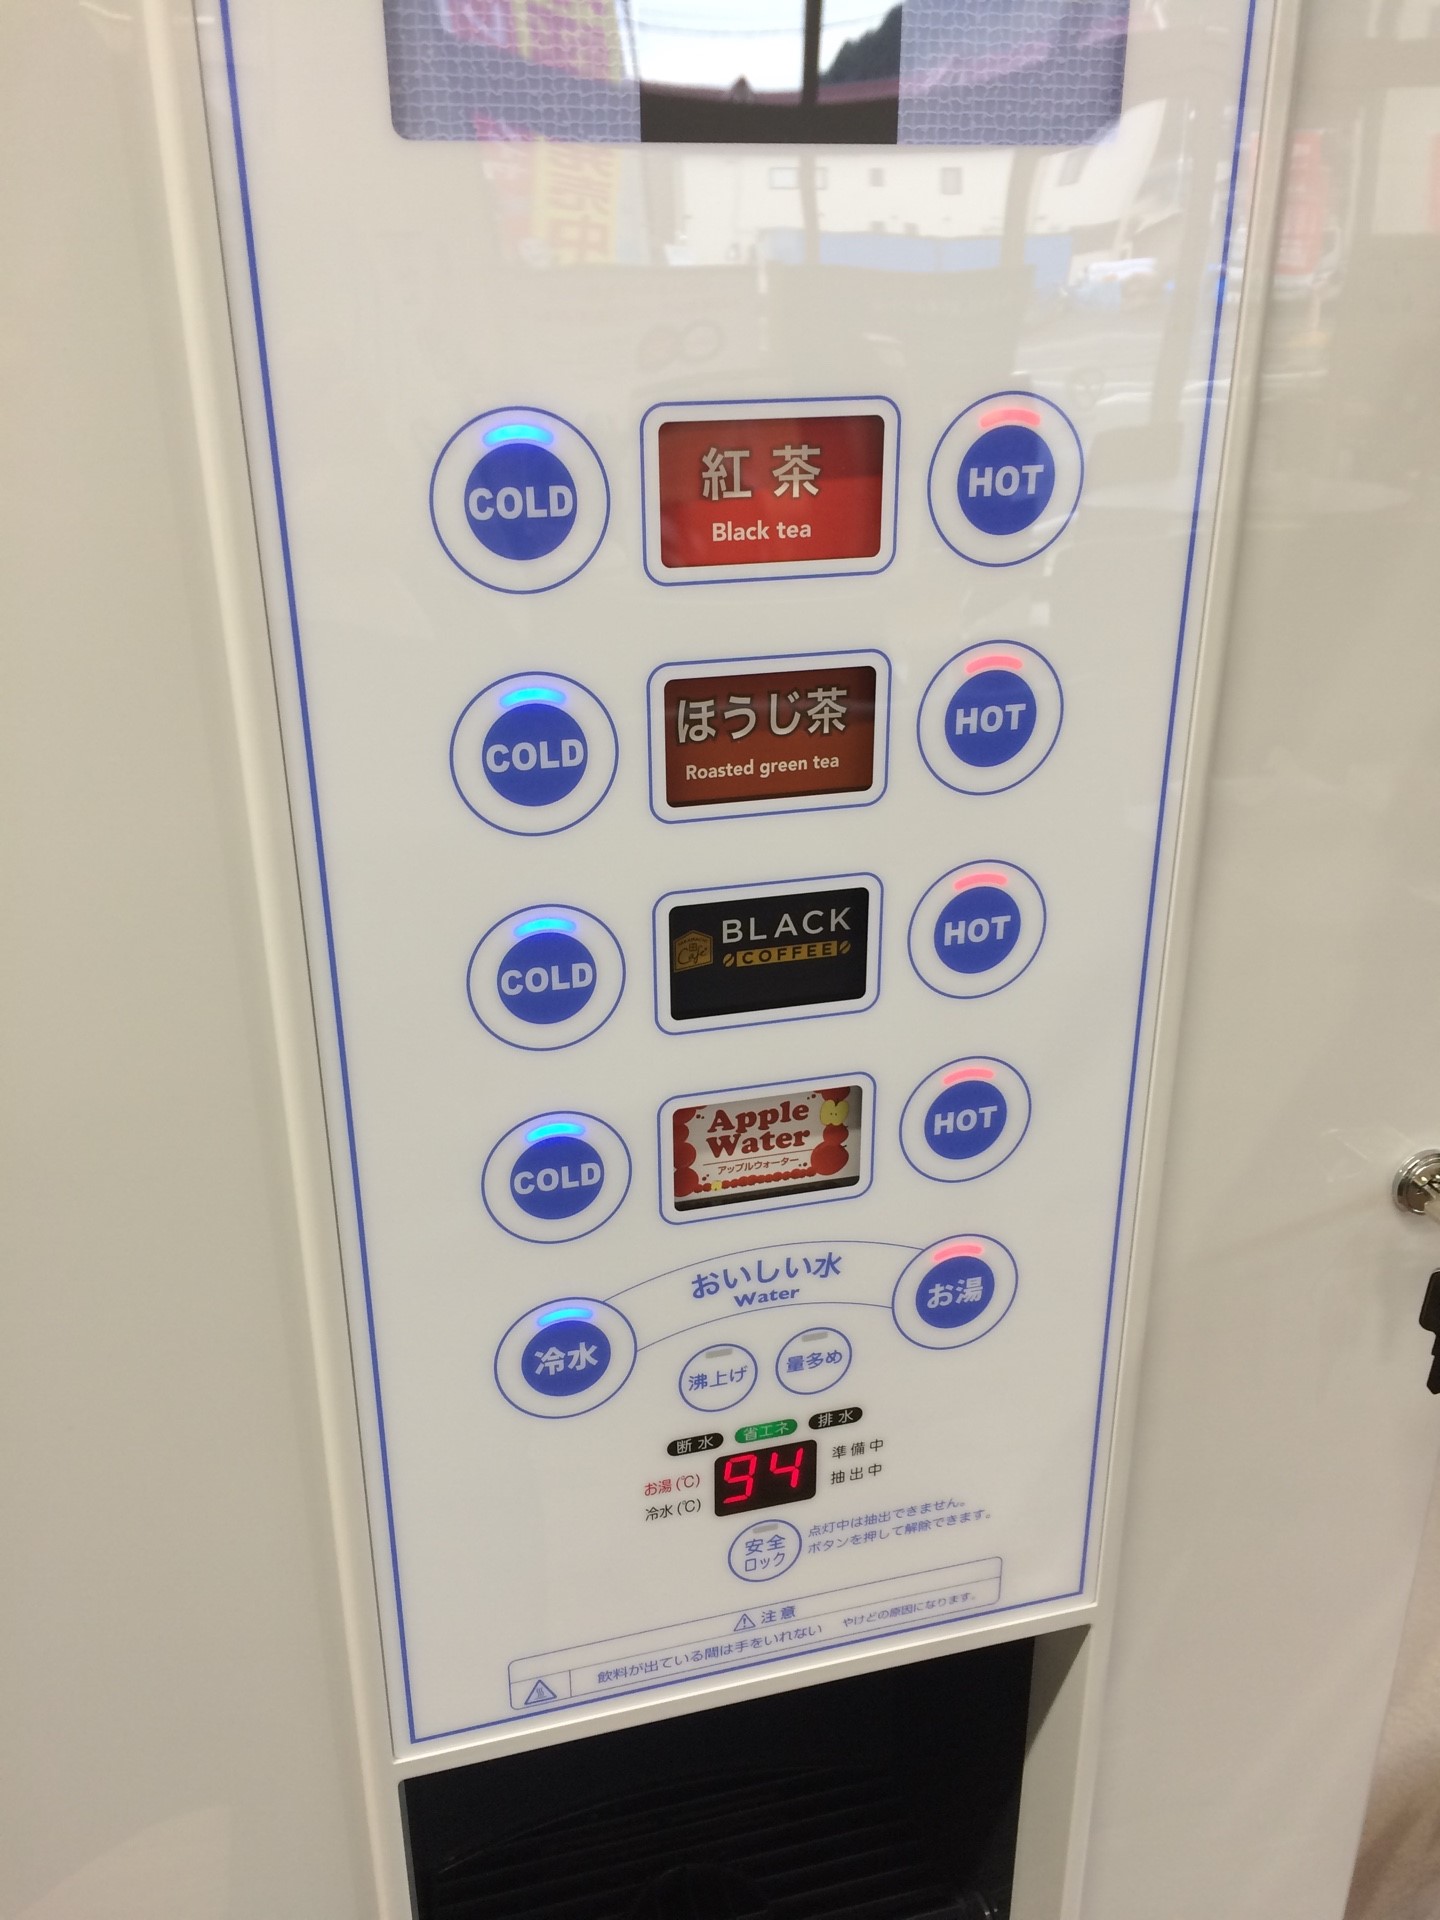 COLD
紅茶
Black tea
HOT
COLD
ほうじ茶
Roasted green tea
HOT
COLD
Café
BLACK
COFFEE
HOT
COLD
Apple
Water
アップルウォーター
HOT
おいしい水
Water
お湯
冷水
沸上げ
量多め
断水
省エネ
排水
お湯(℃)
冷水(℃)
94
準備中
抽出中
安全
ロック
点灯中は抽出できません。
ボタンを押して解除できます。
注意
飲料が出ている間は手をいれない やけどの原因になります。